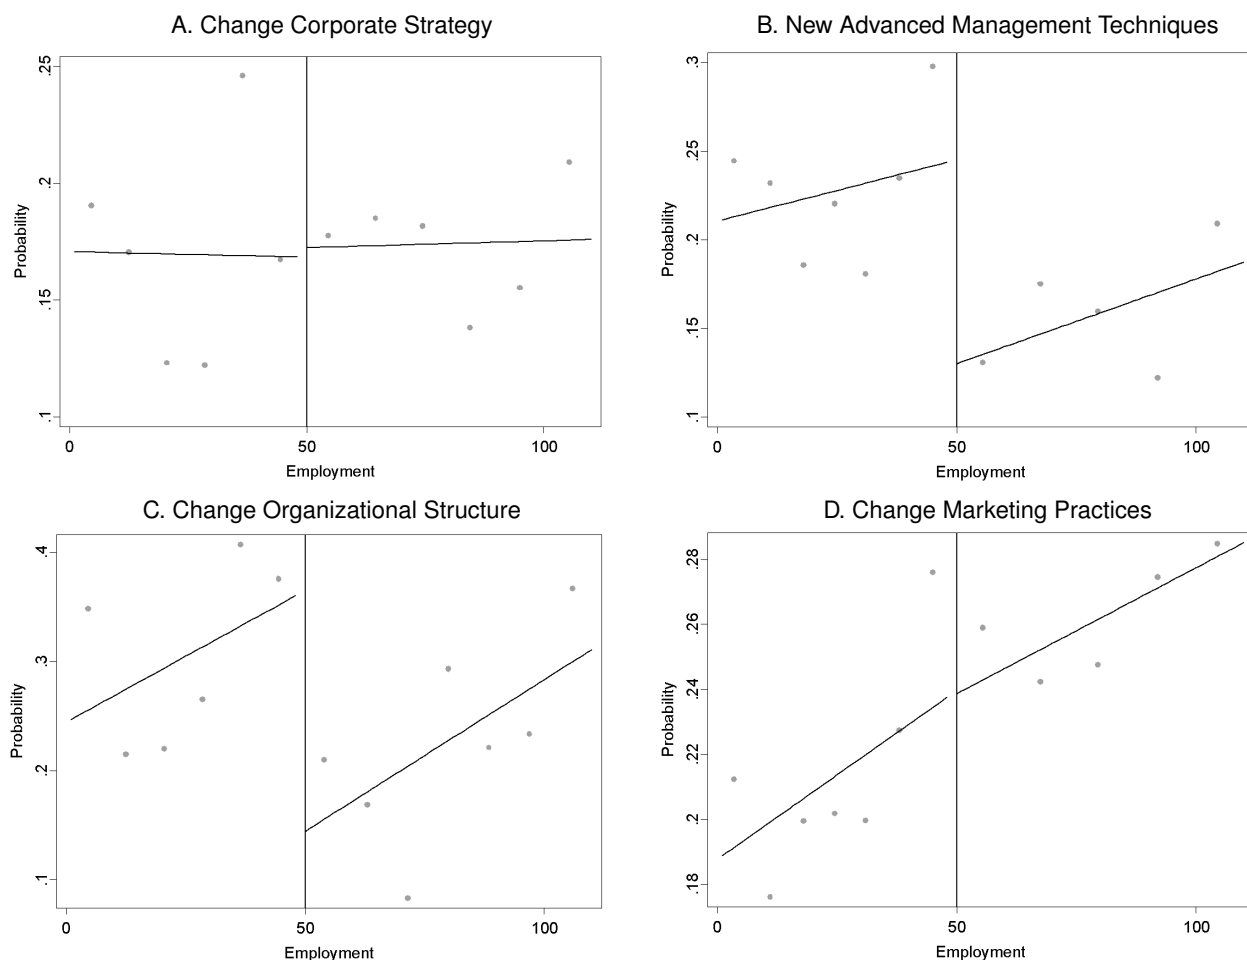 A. Change Corporate Strategy
.25
.2
.15
.1
Probability
0 50 100
Employment
B. New Advanced Management Techniques
.3
.25
.2
.15
.1
Probability
0 50 100
Employment
C. Change Organizational Structure
.4
.3
.2
.1
Probability
0 50 100
Employment
D. Change Marketing Practices
.28
.26
.24
.22
.2
.18
Probability
0 50 100
Employment